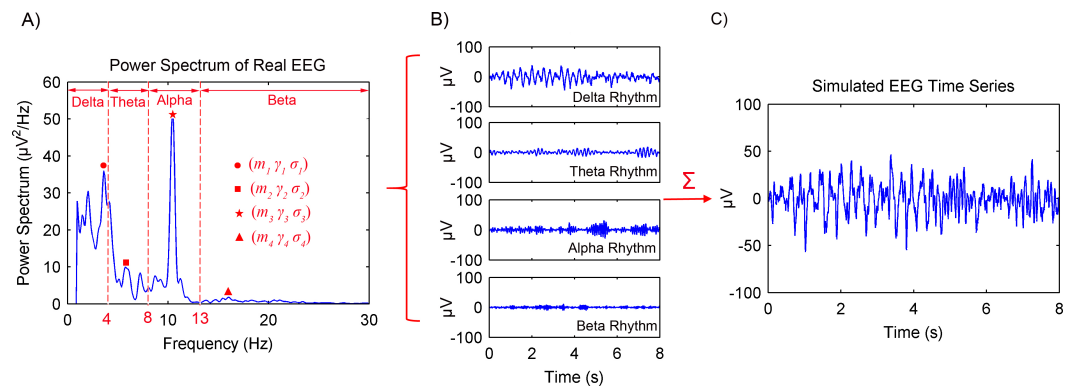 A)
Power Spectrum of Real EEG
Power Spectrum (µV²/Hz)
60
50
40
30
20
10
0
Delta
Theta
Alpha
Beta
(m₁ γ₁ σ₁)
(m₂ γ₂ σ₂)
(m₃ γ₃ σ₃)
(m₄ γ₄ σ₄)
0 4 8 10 13 20 30
Frequency (Hz)
B)
µV
100
0
-100
Delta Rhythm
µV
100
0
-100
Theta Rhythm
µV
100
0
-100
Alpha Rhythm
µV
100
0
-100
Beta Rhythm
0 2 4 6 8
Time (s)
Σ
C)
Simulated EEG Time Series
µV
100
50
0
-50
-100
0 1 2 3 4 5 6 7 8
Time (s)